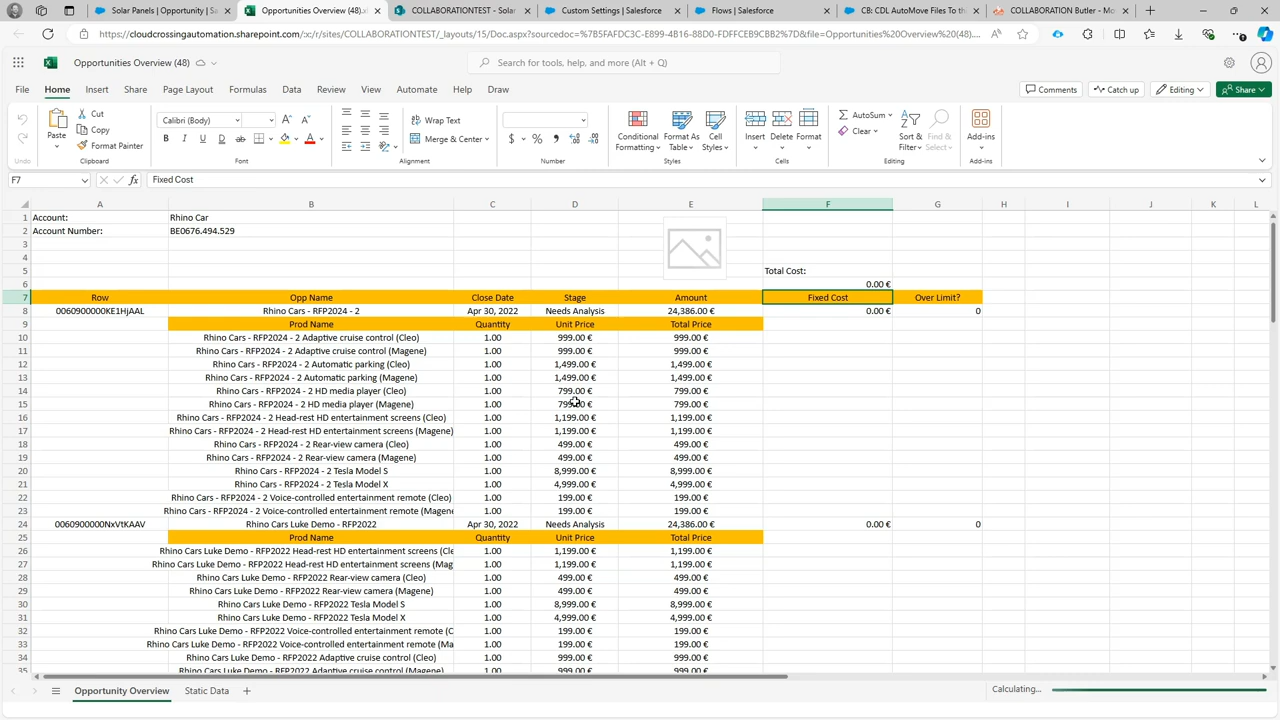 Solar Panels | Opportunity | Sa
Opportunities Overview (48).xlsx
COLLABORATIONTEST - Solar
Custom Settings | Salesforce
Flows | Salesforce
CB: CDL AutoMove Files To th
COLLABORATION Butler - Mo
https://cloudcrossingautomation.sharepoint.com/:x:/r/sites/COLLABORATIONTEST/_layouts/15/Doc.aspx?sourcedoc=%7B5FAFDC3C-E899-4B16-88D0-FDFFCEB9CBB2%7D&file=Opportunities%20Overview%20(48)....
Opportunities Overview (48)
Search for tools, help, and more (Alt + Q)
File Home Insert Share Page Layout Formulas Data Review View Automate Help Draw
Comments Catch up Editing Share
Cut
Copy
Format Painter
Paste
Calibri (Body)
Wrap Text
Merge & Center
Conditional Formatting
Format As Table
Cell Styles
Insert Delete Format
AutoSum
Clear
Sort & Filter
Find & Select
Add-ins
Undo Clipboard Font Alignment Number Styles Cells Editing Add-ins
F7 fx Fixed Cost
A B C D E F G H I J K L
1 Account: Rhino Car
2 Account Number: BE0676.494.529
3
4
5 Total Cost:
6 0.00 €
7 Row Opp Name Close Date Stage Amount Fixed Cost Over Limit?
8 0060900000KE1HjAAL Rhino Cars - RFP2024 - 2 Apr 30, 2022 Needs Analysis 24,386.00 € 0.00 € 0
9 Prod Name Quantity Unit Price Total Price
10 Rhino Cars - RFP2024 - 2 Adaptive cruise control (Cleo) 1.00 999.00 € 999.00 €
11 Rhino Cars - RFP2024 - 2 Adaptive cruise control (Magene) 1.00 999.00 € 999.00 €
12 Rhino Cars - RFP2024 - 2 Automatic parking (Cleo) 1.00 1,499.00 € 1,499.00 €
13 Rhino Cars - RFP2024 - 2 Automatic parking (Magene) 1.00 1,499.00 € 1,499.00 €
14 Rhino Cars - RFP2024 - 2 HD media player (Cleo) 1.00 799.00 € 799.00 €
15 Rhino Cars - RFP2024 - 2 HD media player (Magene) 1.00 799.00 € 799.00 €
16 Rhino Cars - RFP2024 - 2 Head-rest HD entertainment screens (Cleo) 1.00 1,199.00 € 1,199.00 €
17 Rhino Cars - RFP2024 - 2 Head-rest HD entertainment screens (Magene) 1.00 1,199.00 € 1,199.00 €
18 Rhino Cars - RFP2024 - 2 Rear-view camera (Cleo) 1.00 499.00 € 499.00 €
19 Rhino Cars - RFP2024 - 2 Rear-view camera (Magene) 1.00 499.00 € 499.00 €
20 Rhino Cars - RFP2024 - 2 Tesla Model S 1.00 8,999.00 € 8,999.00 €
21 Rhino Cars - RFP2024 - 2 Tesla Model X 1.00 4,999.00 € 4,999.00 €
22 Rhino Cars - RFP2024 - 2 Voice-controlled entertainment remote (Cleo) 1.00 199.00 € 199.00 €
23 Rhino Cars - RFP2024 - 2 Voice-controlled entertainment remote (Magene 1.00 199.00 € 199.00 €
24 0060900000NxVtKAAV Rhino Cars Luke Demo - RFP2022 Apr 30, 2022 Needs Analysis 24,386.00 € 0.00 € 0
25 Prod Name Quantity Unit Price Total Price
26 Rhino Cars Luke Demo - RFP2022 Head-rest HD entertainment screens (Cle 1.00 1,199.00 € 1,199.00 €
27 Rhino Cars Luke Demo - RFP2022 Head-rest HD entertainment screens (Mag 1.00 1,199.00 € 1,199.00 €
28 Rhino Cars Luke Demo - RFP2022 Rear-view camera (Cleo) 1.00 499.00 € 499.00 €
29 Rhino Cars Luke Demo - RFP2022 Rear-view camera (Magene) 1.00 499.00 € 499.00 €
30 Rhino Cars Luke Demo - RFP2022 Tesla Model S 1.00 8,999.00 € 8,999.00 €
31 Rhino Cars Luke Demo - RFP2022 Tesla Model X 1.00 4,999.00 € 4,999.00 €
32 Rhino Cars Luke Demo - RFP2022 Voice-controlled entertainment remote (C 1.00 199.00 € 199.00 €
33 Rhino Cars Luke Demo - RFP2022 Voice-controlled entertainment remote (Ma 1.00 199.00 € 199.00 €
34 Rhino Cars Luke Demo - RFP2022 Adaptive cruise control (Cleo) 1.00 999.00 € 999.00 €
35 Rhino Cars Luke Demo - RFP2022 Adaptive cruise control (Magene) 1.00 999.00 € 999.00 €
Opportunity Overview Static Data
Calculating...